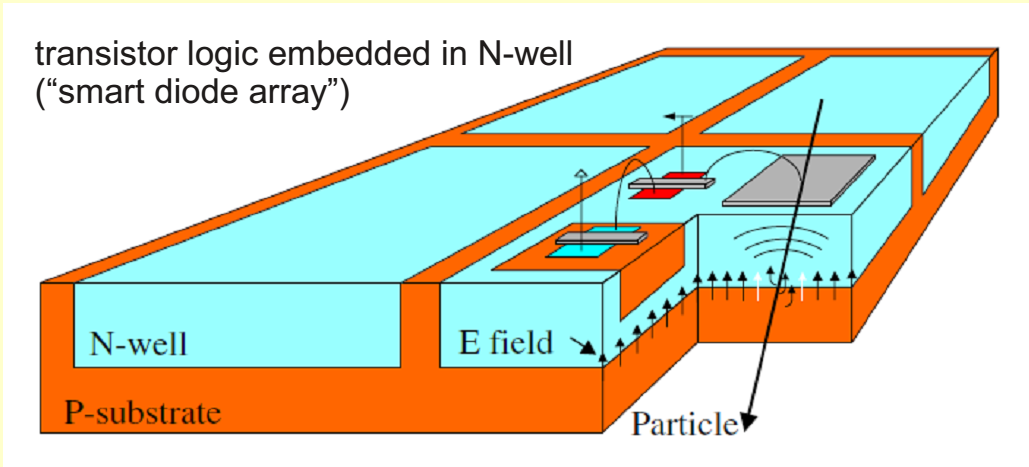 transistor logic embedded in N-well
(“smart diode array”)
N-well
E field
P-substrate
Particle